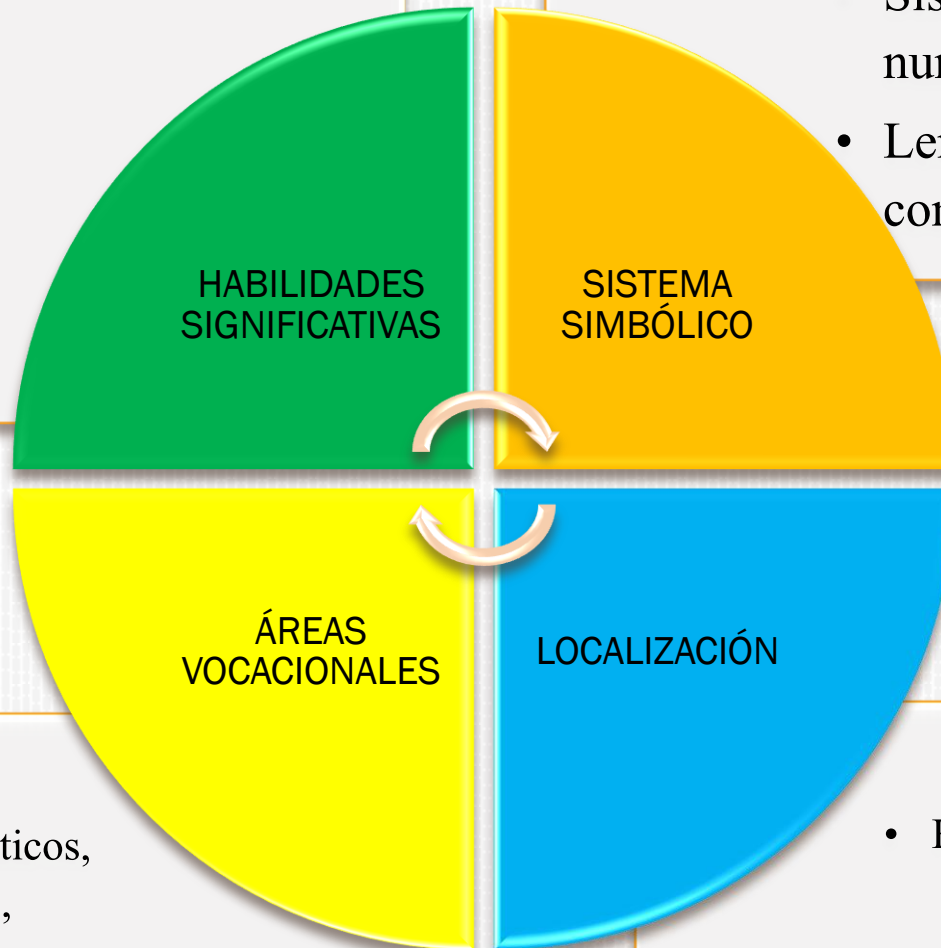 HABILIDADES
SIGNIFICATIVAS
SISTEMA
SIMBÓLICO
ÁREAS
VOCACIONALES
LOCALIZACIÓN
•
•